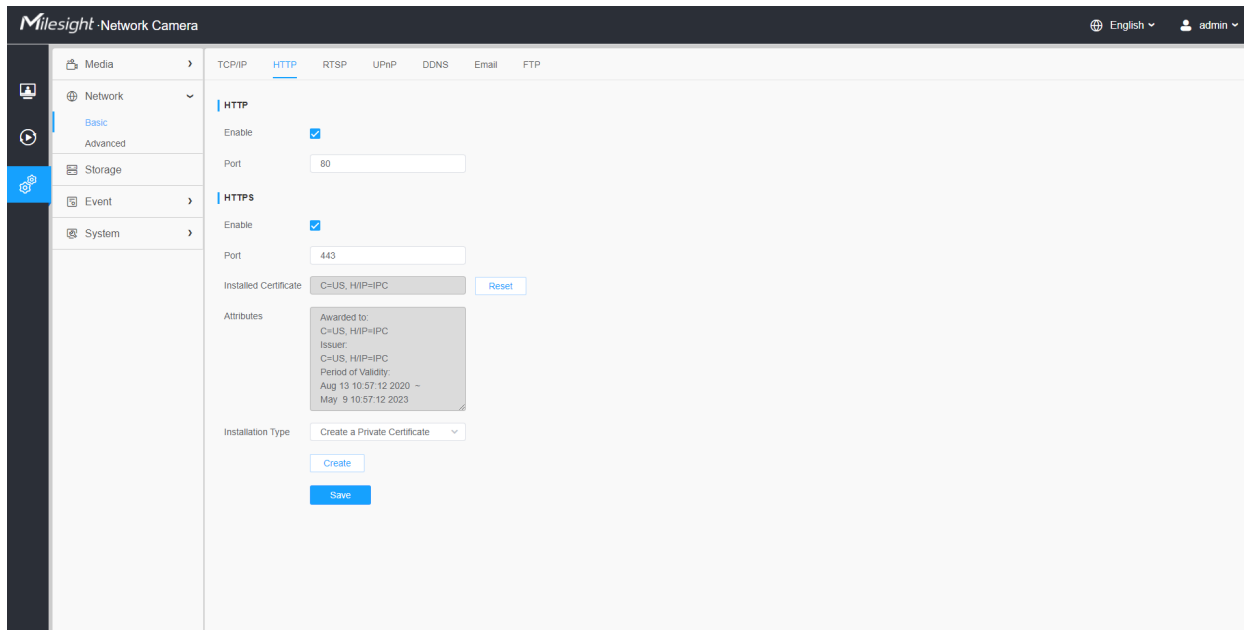 Milesight·Network Camera
English
admin
Media
Network
Basic
Advanced
Storage
Event
System
TCP/IP HTTP RTSP UPnP DDNS Email FTP
HTTP
Enable
Port 80
HTTPS
Enable
Port 443
Installed Certificate C=US, H/IP=IPC Reset
Attributes
Awarded to:
C=US, H/IP=IPC
Issuer:
C=US, H/IP=IPC
Period of Validity:
Aug 13 10:57:12 2020 ~
May 9 10:57:12 2023
Installation Type Create a Private Certificate
Create
Save